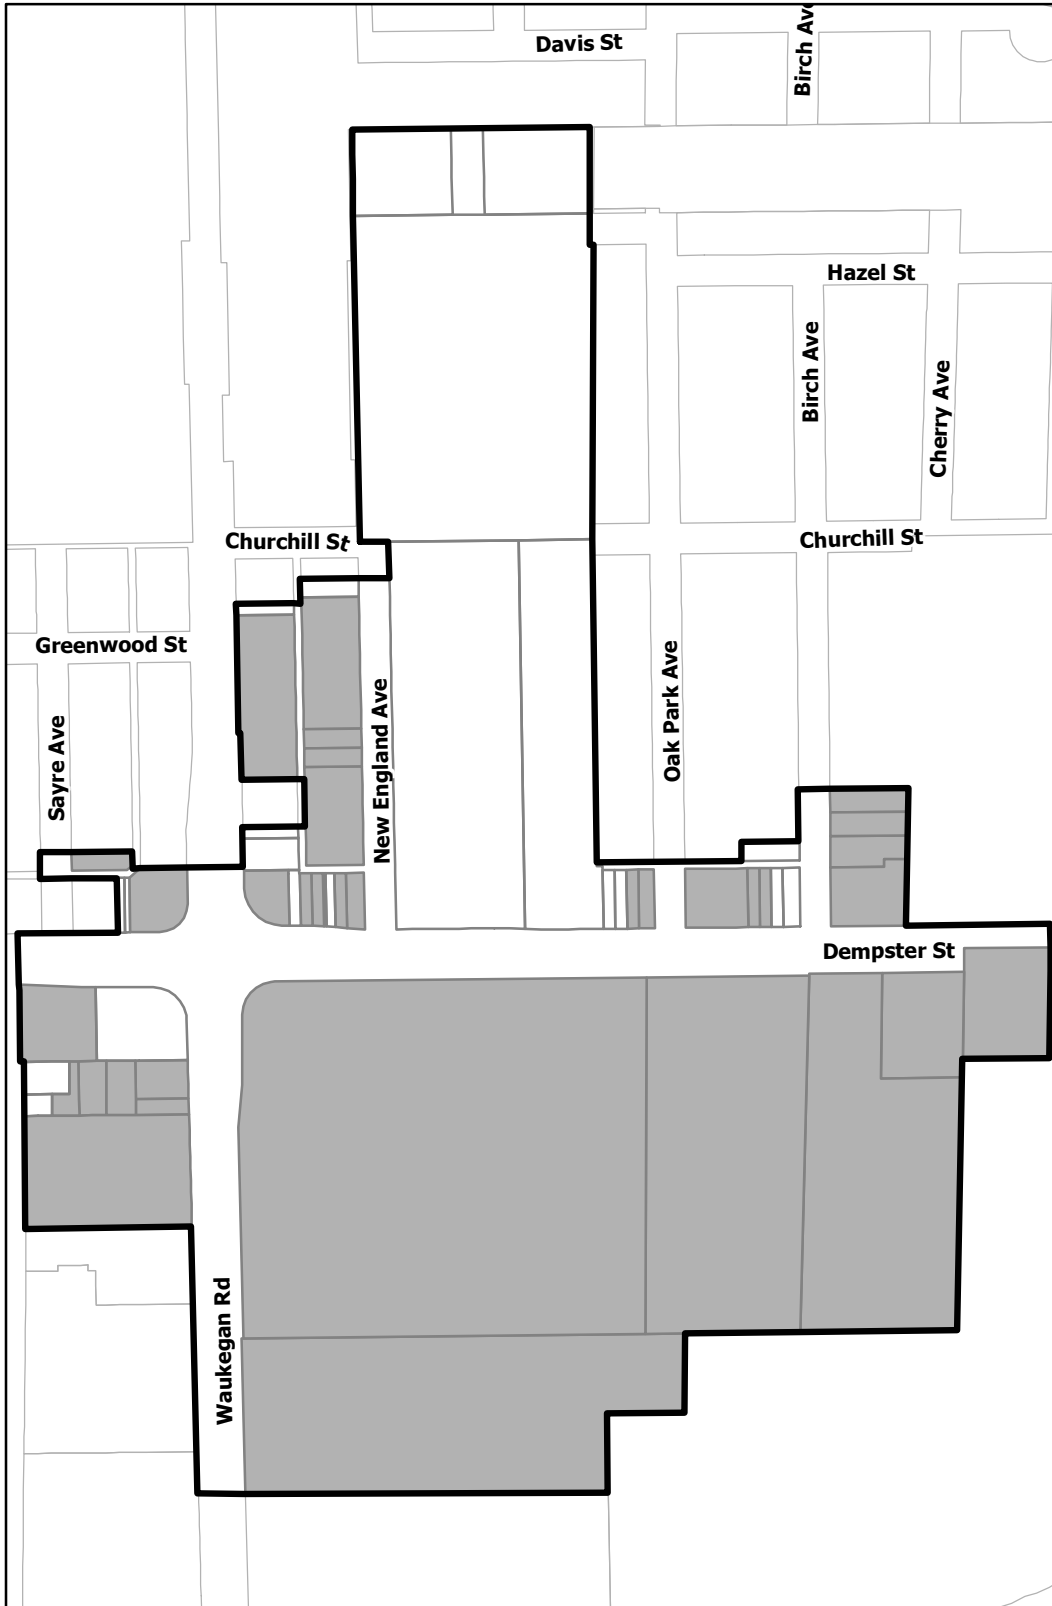 Davis St
Birch Ave
Hazel St
Birch Ave
Cherry Ave
Churchill St
Churchill St
Greenwood St
Sayre Ave
New England Ave
Oak Park Ave
Dempster St
Waukegan Rd